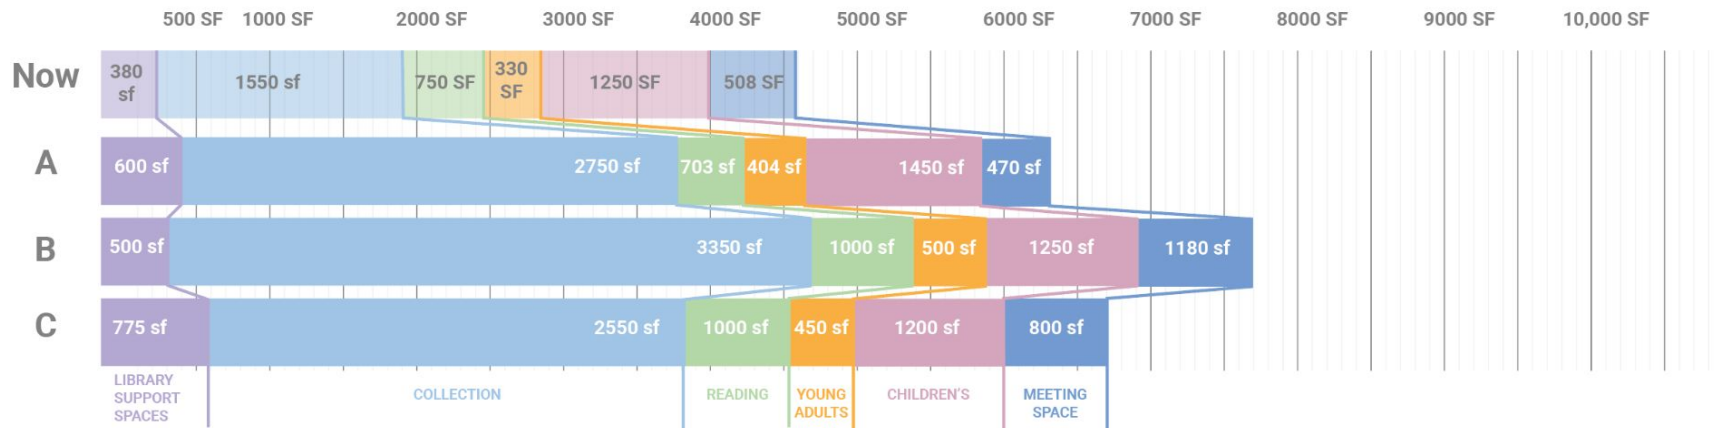 500 SF 1000 SF 2000 SF 3000 SF 4000 SF 5000 SF 6000 SF 7000 SF 8000 SF 9000 SF 10,000 SF
Now
380
sf
1550 sf
750 SF
330
SF
1250 SF
508 SF
A
600 sf
2750 sf
703 sf
404 sf
1450 sf
470 sf
B
500 sf
3350 sf
1000 sf
500 sf
1250 sf
1180 sf
C
775 sf
2550 sf
1000 sf
450 sf
1200 sf
800 sf
LIBRARY
SUPPORT
SPACES
COLLECTION
READING
YOUNG
ADULTS
CHILDREN'S
MEETING
SPACE